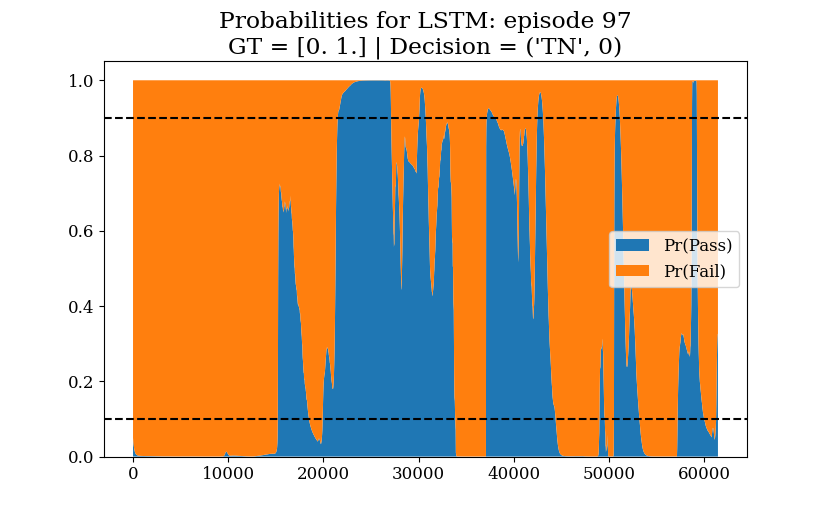 Probabilities for LSTM: episode 97
GT = [0. 1.] | Decision = ('TN', 0)
1.0
0.8
0.6
0.4
0.2
0.0
Pr(Pass)
Pr(Fail)
0 10000 20000 30000 40000 50000 60000